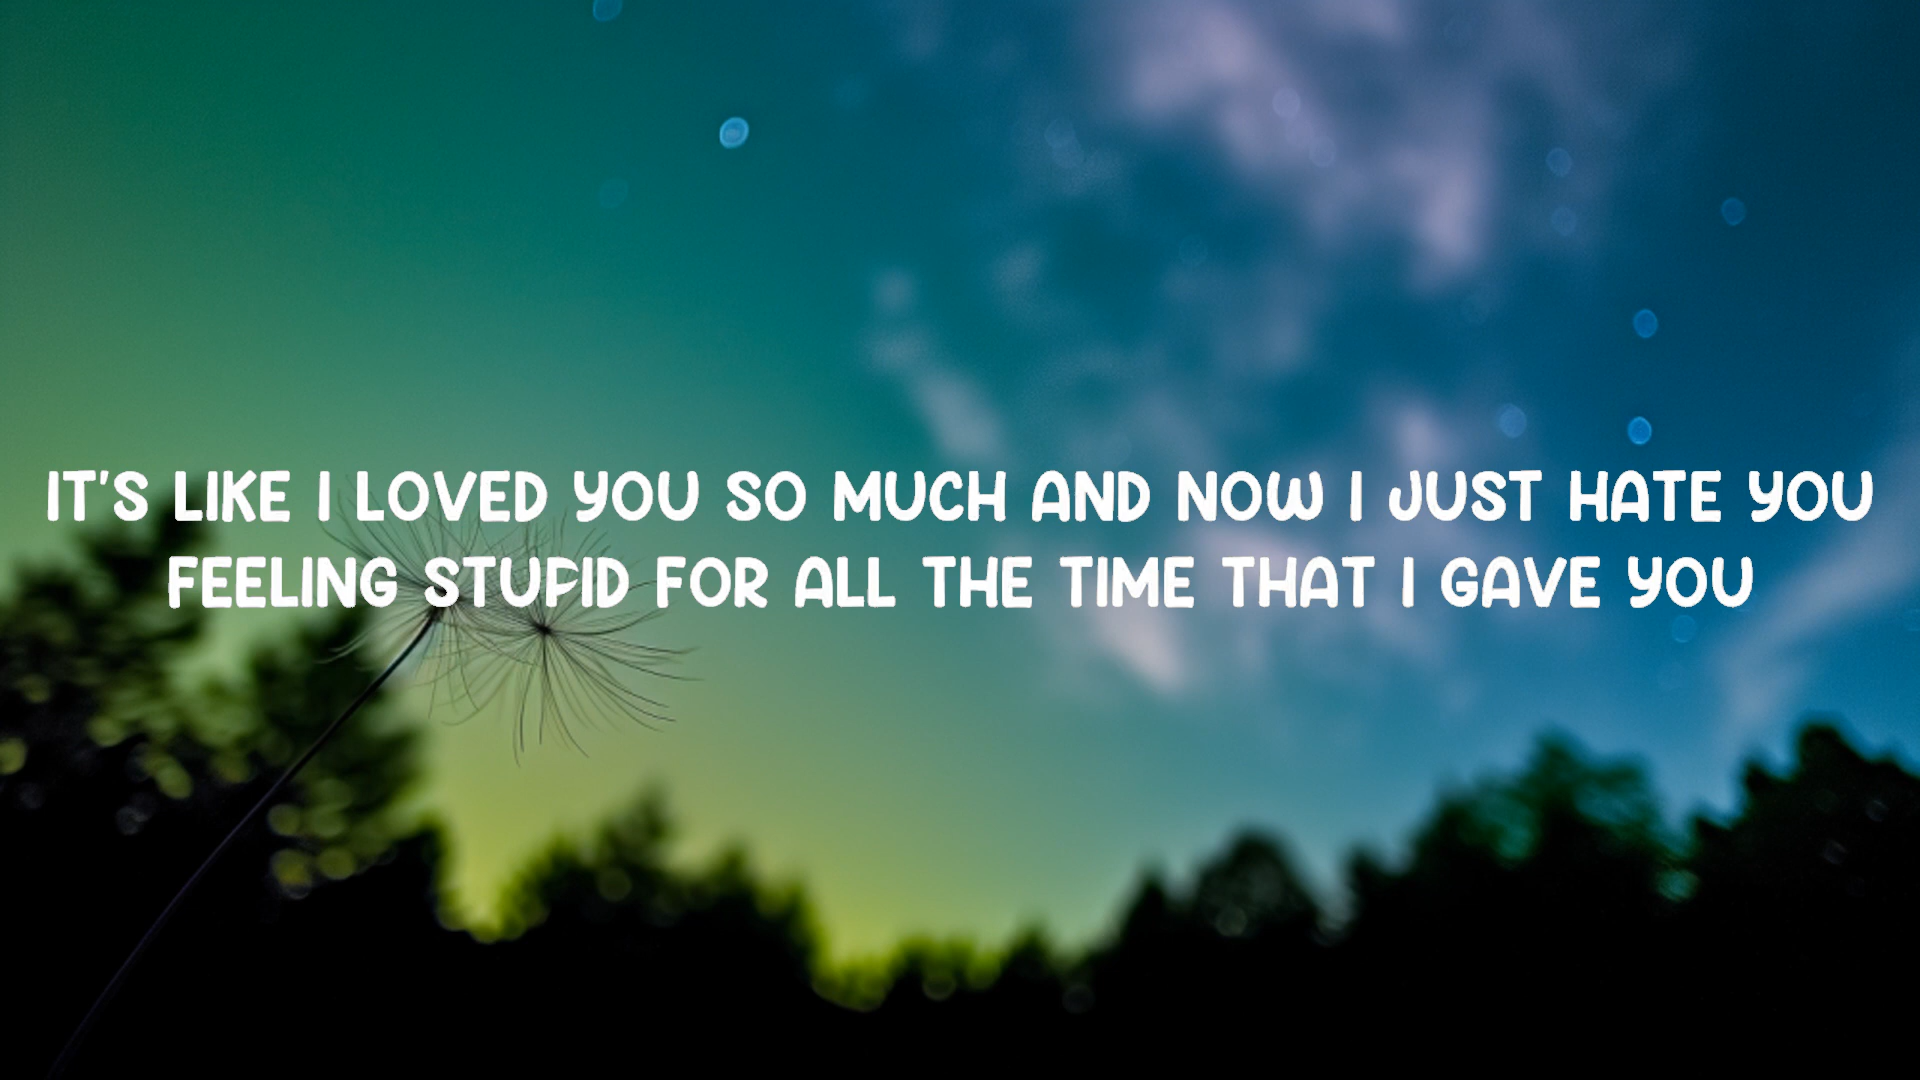 IT'S LIKE I LOVED YOU SO MUCH AND NOW I JUST HATE YOU
FEELING STUPID FOR ALL THE TIME THAT I GAVE YOU